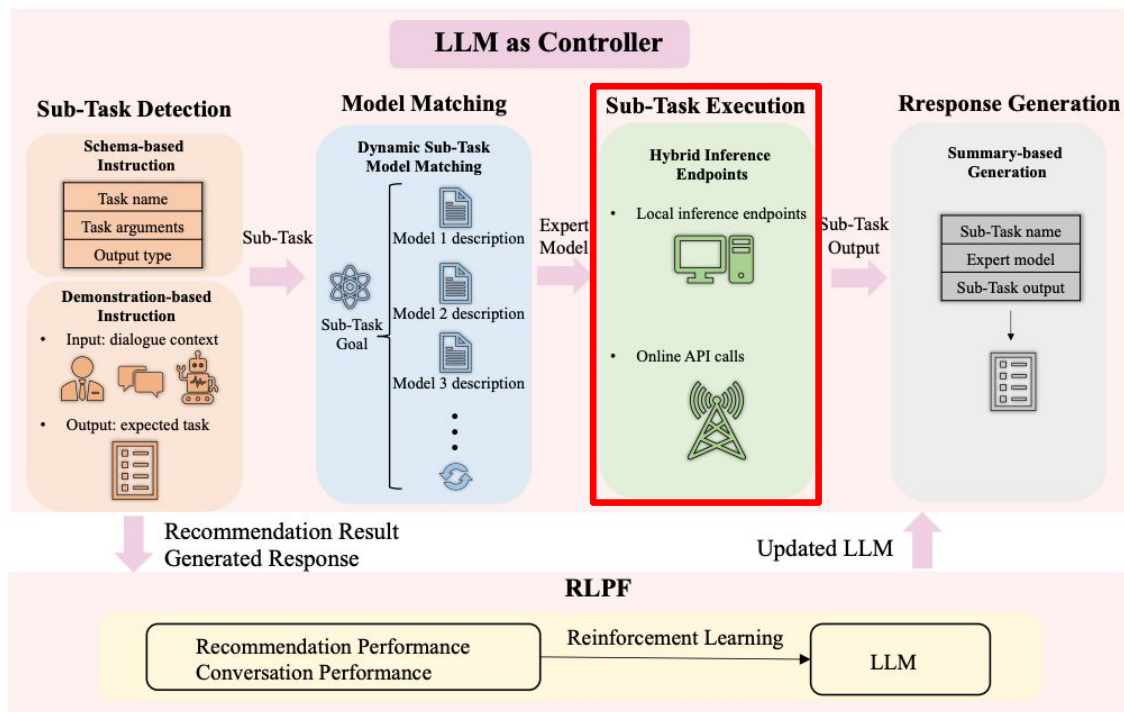 LLM as Controller
Sub-Task Detection
Schema-based
Instruction
Task name
Task arguments
Output type
Demonstration-based
Instruction
• Input: dialogue context
• Output: expected task
Sub-Task
Model Matching
Dynamic Sub-Task
Model Matching
Model 1 description
Model 2 description
Sub-Task
Goal
Model 3 description
Expert
Model
Sub-Task Execution
Hybrid Inference
Endpoints
• Local inference endpoints
• Online API calls
Sub-Task
Output
Rresponse Generation
Summary-based
Generation
Sub-Task name
Expert model
Sub-Task output
Recommendation Result
Generated Response
Updated LLM
RLPF
Recommendation Performance
Conversation Performance
Reinforcement Learning
LLM